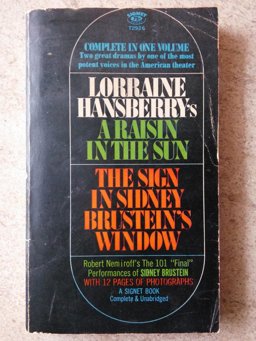 SIGNET
T2926
COMPLETE IN ONE VOLUME
Two great dramas by one of the most
potent voices in the American theater
LORRAINE
HANSBERRY's
A RAISIN
IN THE SUN
THE SIGN
IN SIDNEY
BRUSTEIN'S
WINDOW
Robert Nemiroff's The 101 "Final"
Performances of SIDNEY BRUSTEIN
WITH 12 PAGES OF PHOTOGRAPHS
A SIGNET BOOK
Complete & Unabridged